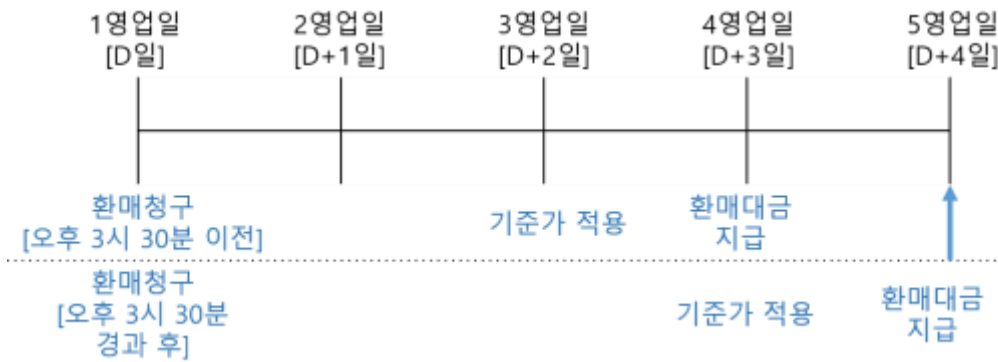 1영업일 2영업일 3영업일 4영업일 5영업일
[D일] [D+1일] [D+2일] [D+3일] [D+4일]
환매청구
[오후 3시 30분 이전]
기준가 적용
환매대금
지급
환매청구
[오후 3시 30분
경과 후]
기준가 적용
환매대금
지급